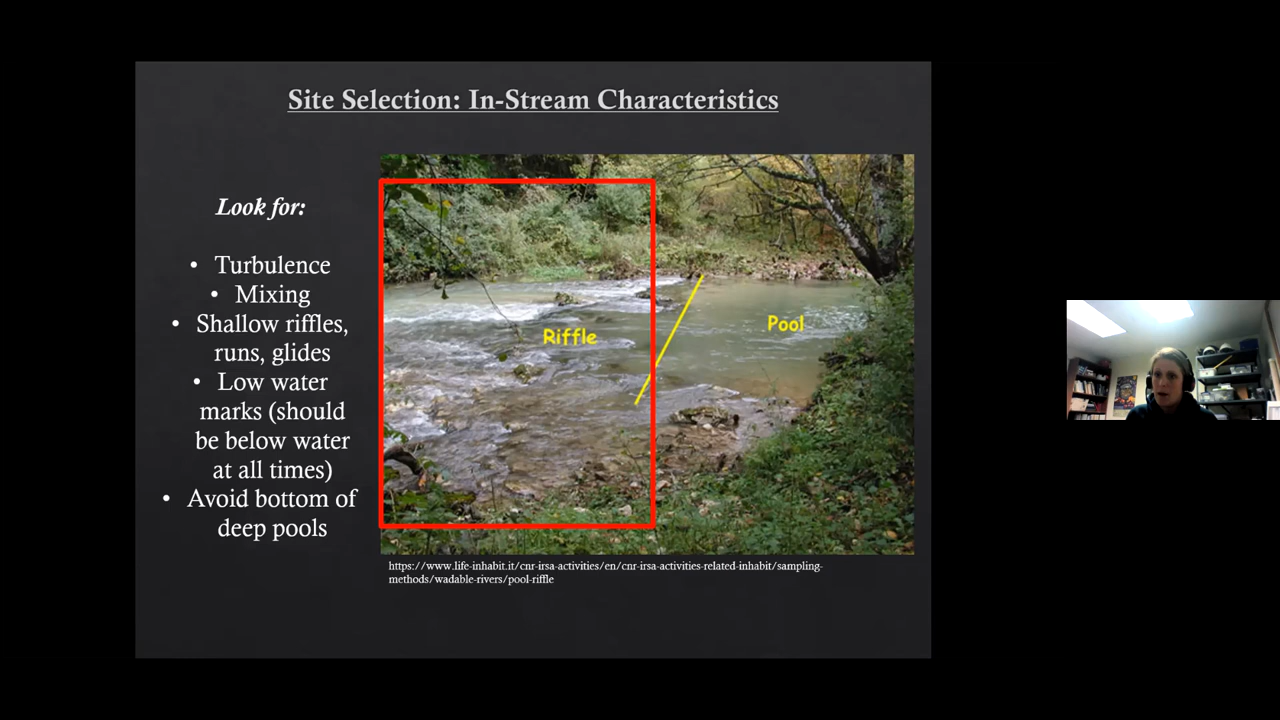 Site Selection: In-Stream Characteristics
Look for:
• Turbulence
• Mixing
• Shallow riffles,
runs, glides
• Low water
marks (should
be below water
at all times)
• Avoid bottom of
deep pools
Riffle
Pool
https://www.life-inhabit.it/cnr-irsa-activities/en/cnr-irsa-activities-related-inhabit/sampling-
methods/wadable-rivers/pool-riffle